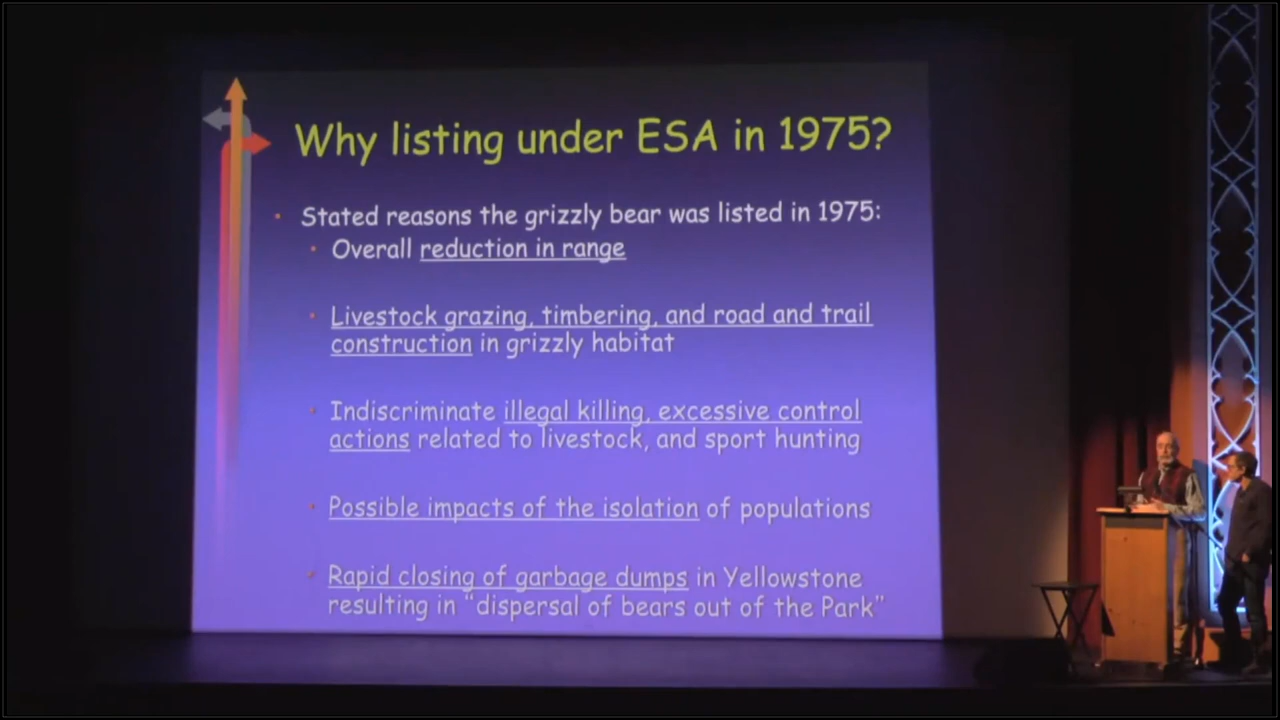 Why listing under ESA in 1975?
Stated reasons the grizzly bear was listed in 1975:
Overall reduction in range
Livestock grazing, timbering, and road and trail
construction in grizzly habitat
Indiscriminate illegal killing, excessive control
actions related to livestock, and sport hunting
Possible impacts of the isolation of populations
Rapid closing of garbage dumps in Yellowstone
resulting in “dispersal of bears out of the Park”